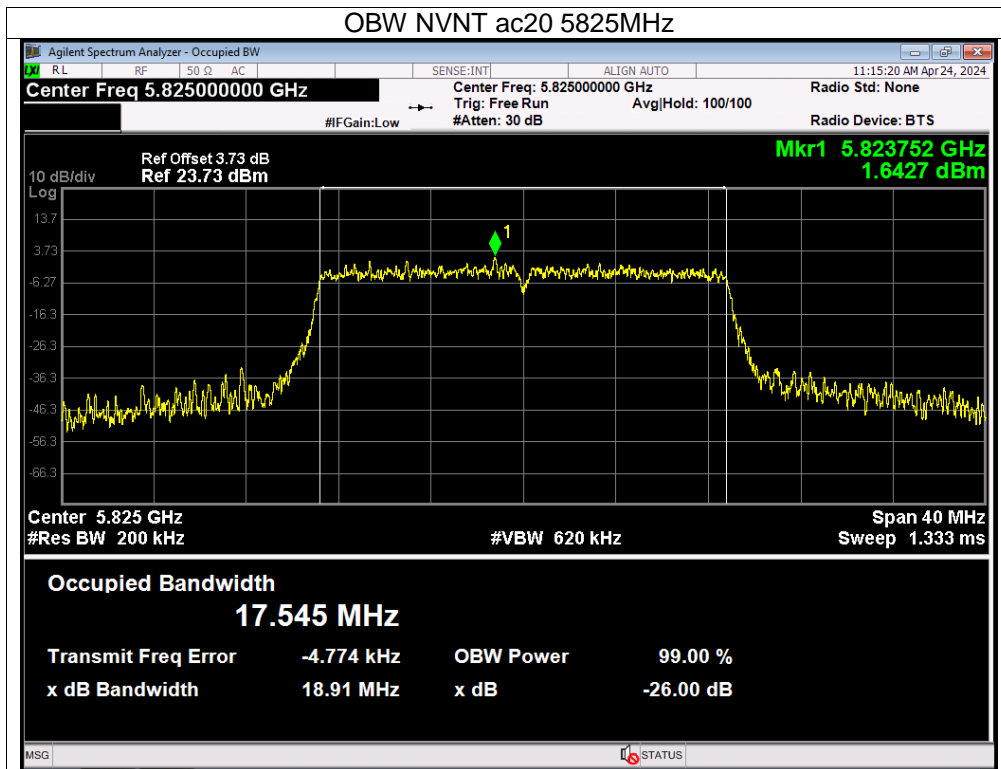 OBW NVNT ac20 5825MHz
Agilent Spectrum Analyzer - Occupied BW
LXI RL RF 50 Ω AC SENSE:INT ALIGN AUTO 11:15:20 AM Apr 24, 2024
Center Freq 5.825000000 GHz Center Freq: 5.825000000 GHz Radio Std: None
Trig: Free Run Avg|Hold: 100/100
#IFGain:Low #Atten: 30 dB Radio Device: BTS
Mkr1 5.823752 GHz
1.6427 dBm
Ref Offset 3.73 dB
10 dB/div Ref 23.73 dBm
Log
13.7
1
3.73
-6.27
-16.3
-26.3
-36.3
-46.3
-56.3
-66.3
Center 5.825 GHz Span 40 MHz
#Res BW 200 kHz #VBW 620 kHz Sweep 1.333 ms
Occupied Bandwidth
17.545 MHz
Transmit Freq Error -4.774 kHz OBW Power 99.00 %
x dB Bandwidth 18.91 MHz x dB -26.00 dB
MSG STATUS